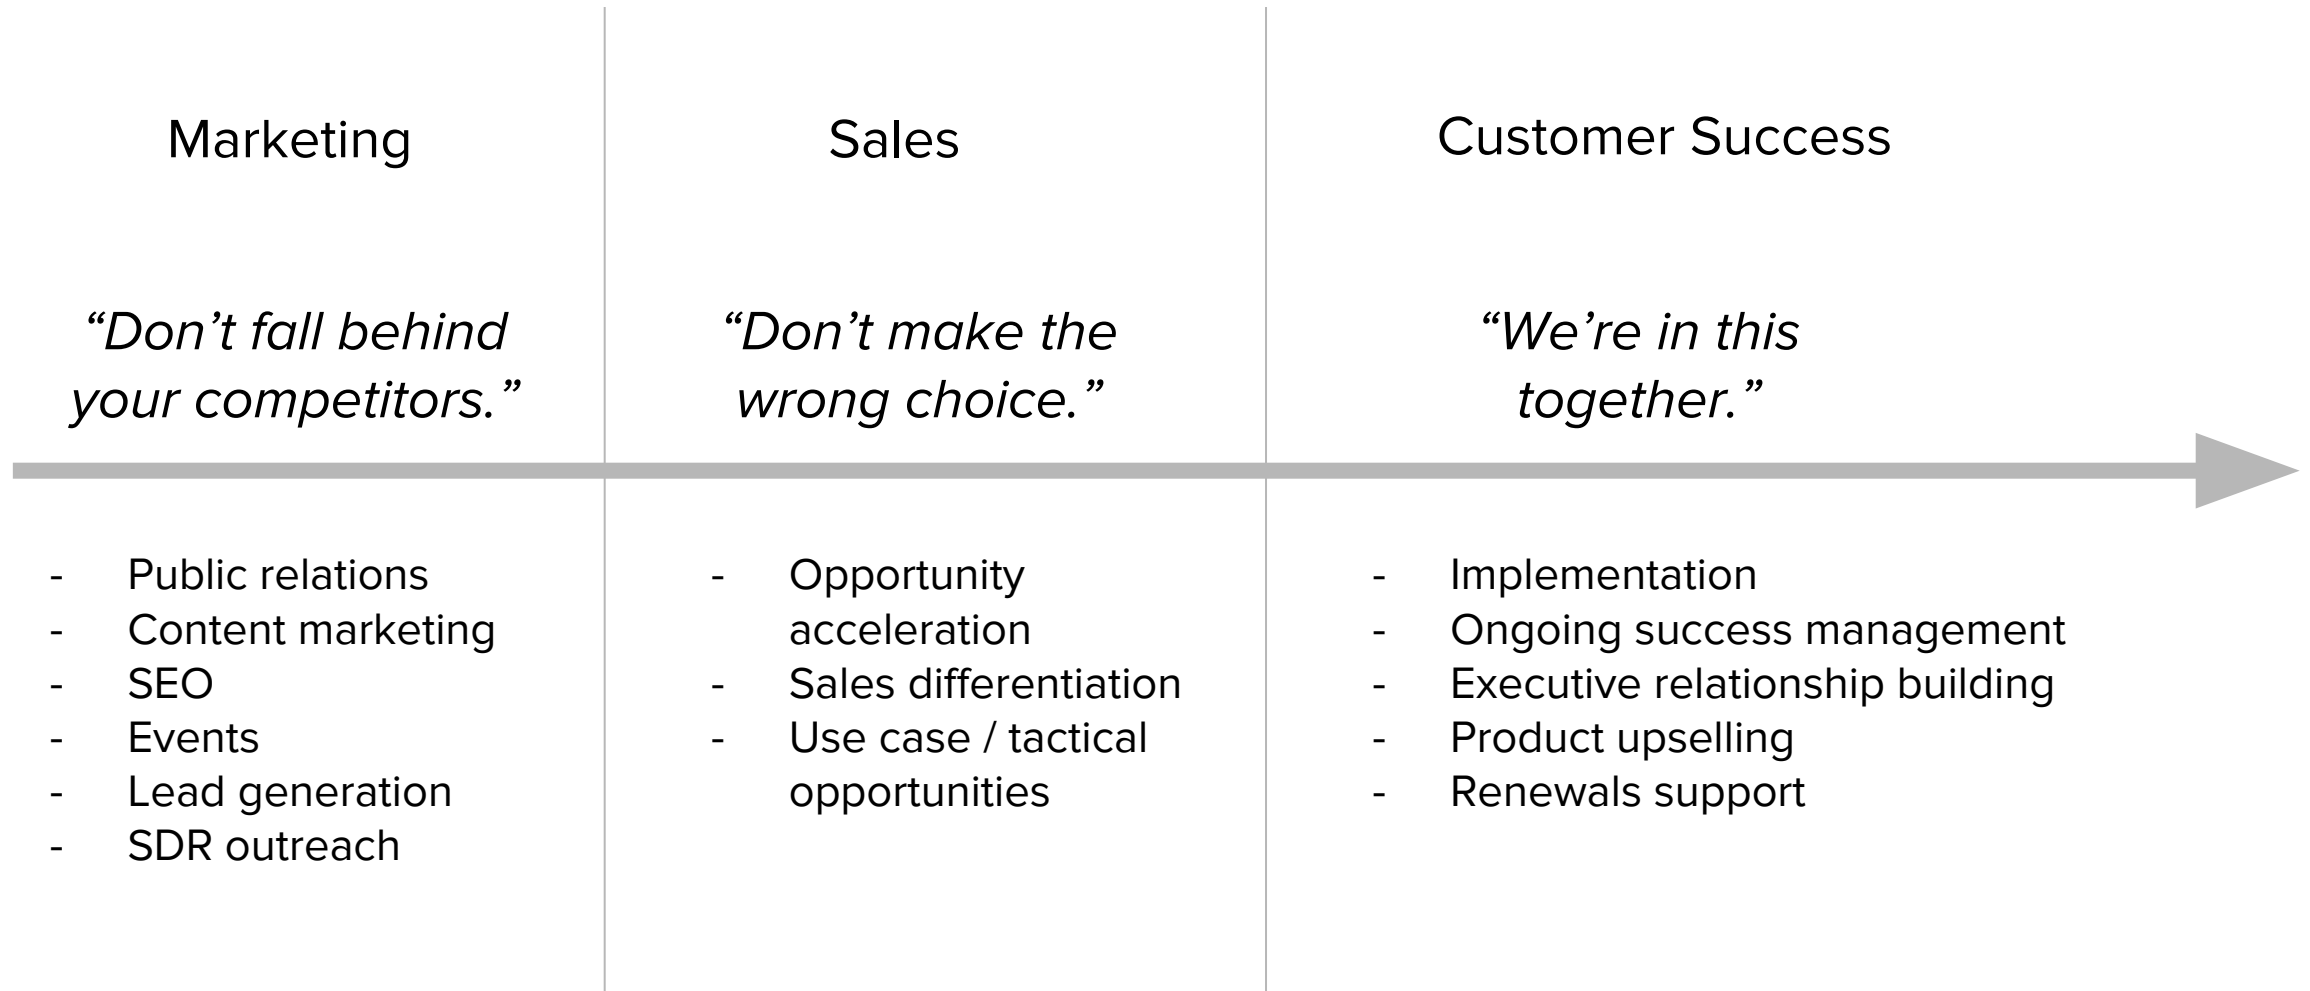 Marketing
“Don’t fall behind
your competitors.”
- Public relations
- Content marketing
- SEO
- Events
- Lead generation
- SDR outreach
Sales
“Don’t make the
wrong choice.”
- Opportunity
acceleration
- Sales differentiation
- Use case / tactical
opportunities
Customer Success
“We’re in this
together.”
- Implementation
- Ongoing success management
- Executive relationship building
- Product upselling
- Renewals support